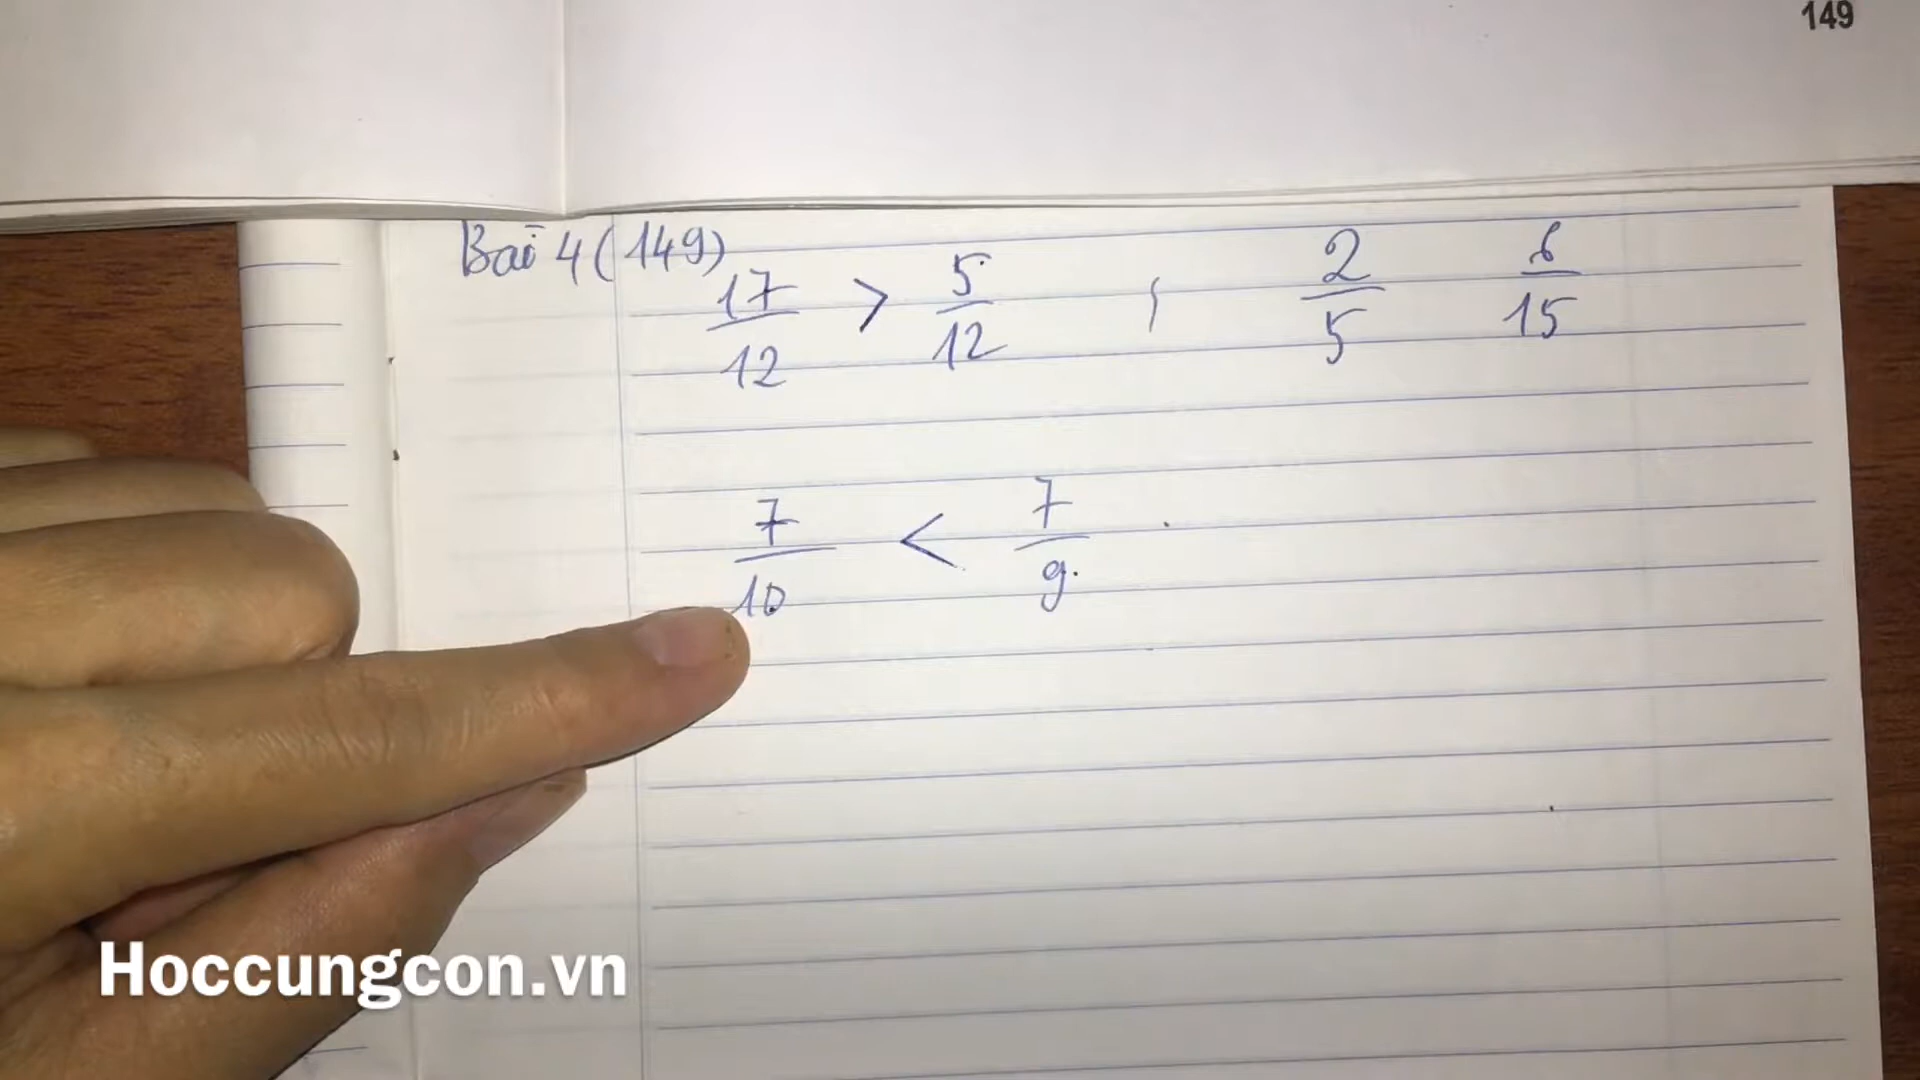 149
Bài 4 (149)
17/12 > 5/12 ; 2/5 6/15
7/10 < 7/9
Hoccungcon.vn